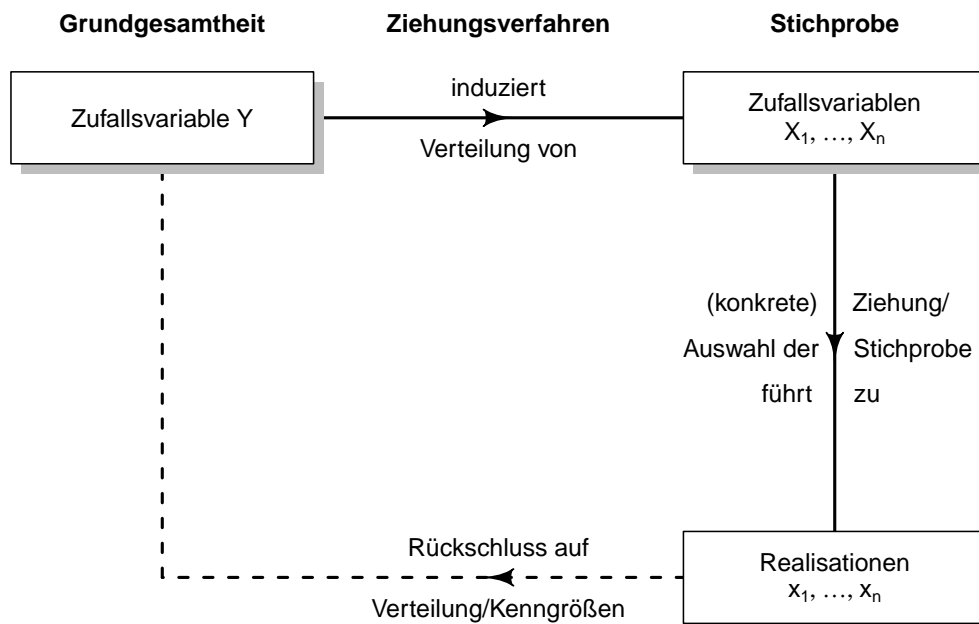 Grundgesamtheit
Ziehungsverfahren
Stichprobe
Zufallsvariable Y
induziert
Verteilung von
Zufallsvariablen
X₁, …, Xₙ
(konkrete) Ziehung/
Auswahl der Stichprobe
führt zu
Rückschluss auf
Verteilung/Kenngrößen
Realisationen
x₁, …, xₙ